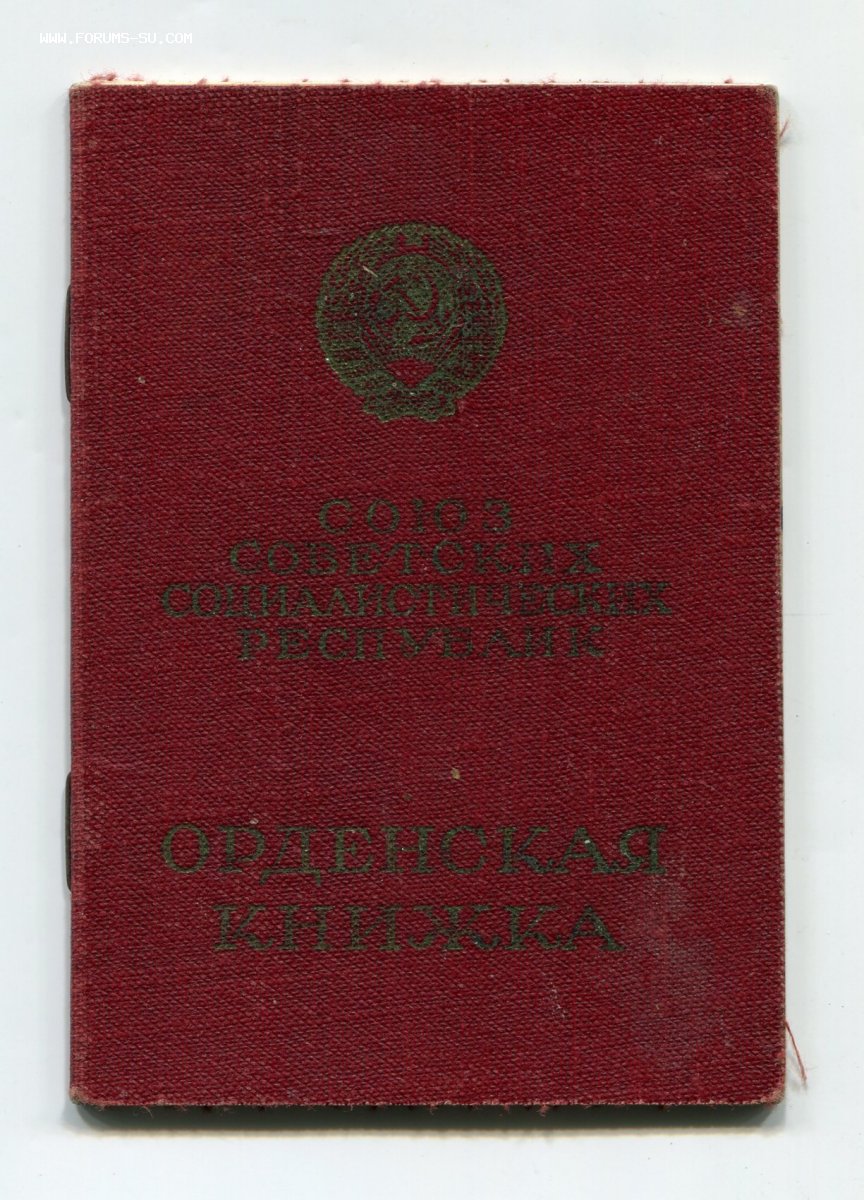 WWW.FORUMS-SU.COM
СОЮЗ
СОВЕТСКИХ
СОЦИАЛИСТИЧЕСКИХ
РЕСПУБЛИК
ОРДЕНСКАЯ
КНИЖКА